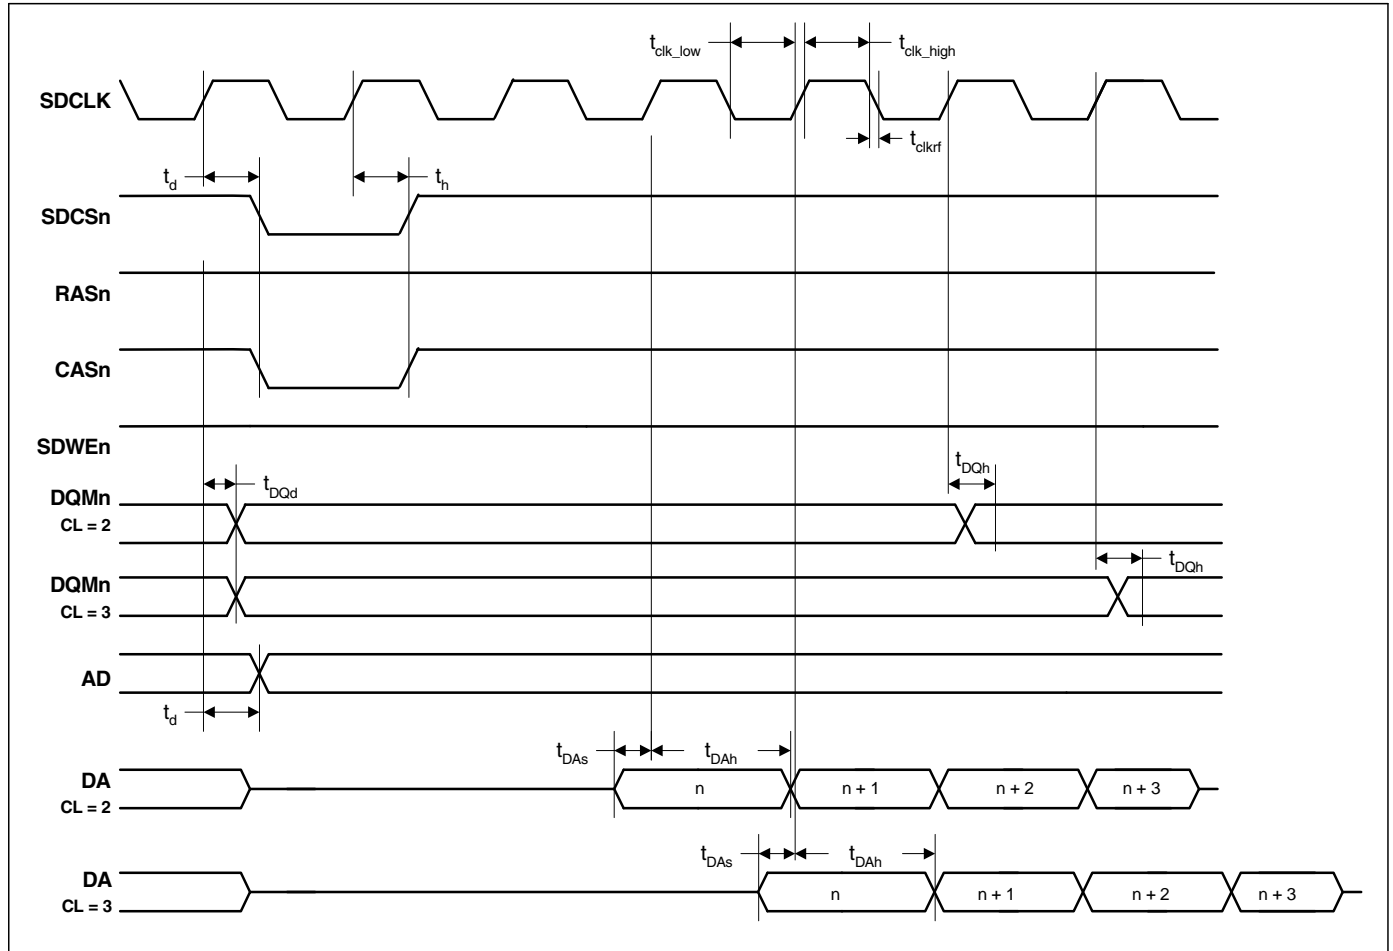 t_clk_low
t_clk_high
SDCLK
t_clkrf
t_d
t_h
SDCSn
RASn
CASn
SDWEn
t_DQh
t_DQd
DQMn
CL = 2
t_DQh
DQMn
CL = 3
AD
t_d
t_DAs
t_DAh
DA
CL = 2
n
n + 1
n + 2
n + 3
t_DAs
t_DAh
DA
CL = 3
n
n + 1
n + 2
n + 3